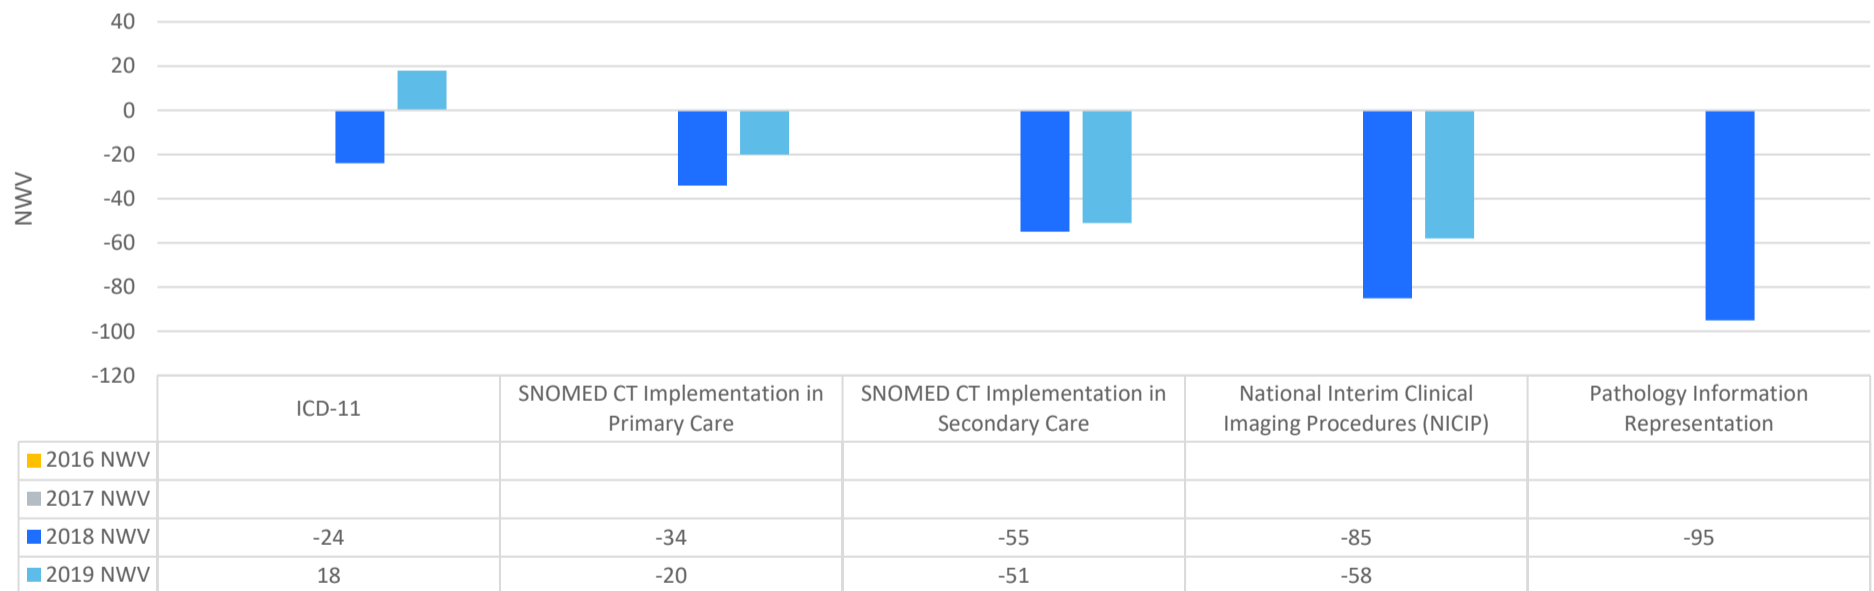 40
20
0
-20
-40
-60
-80
-100
-120
NWV
ICD-11
SNOMED CT Implementation in
Primary Care
SNOMED CT Implementation in
Secondary Care
National Interim Clinical
Imaging Procedures (NICIP)
Pathology Information
Representation
2016 NWV
2017 NWV
2018 NWV -24 -34 -55 -85 -95
2019 NWV 18 -20 -51 -58